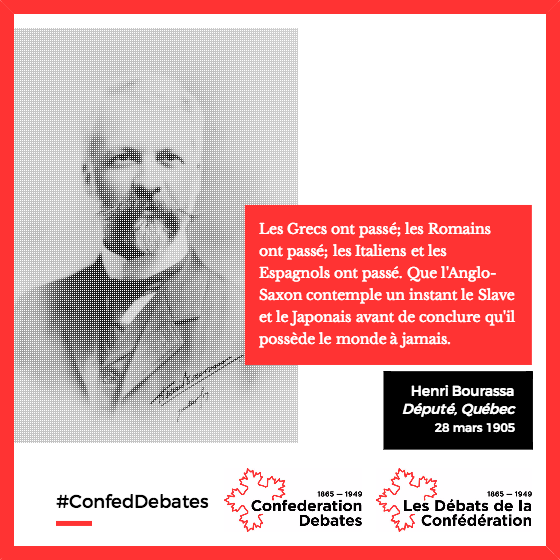 Les Grecs ont passé; les Romains
ont passé; les Italiens et les
Espagnols ont passé. Que l'Anglo-
Saxon contemple un instant le Slave
et le Japonais avant de conclure qu'il
possède le monde à jamais.
Henri Bourassa
Député, Québec
28 mars 1905
#ConfedDebates
1865 — 1949
Confederation
Debates
1865 — 1949
Les Débats de la
Confédération